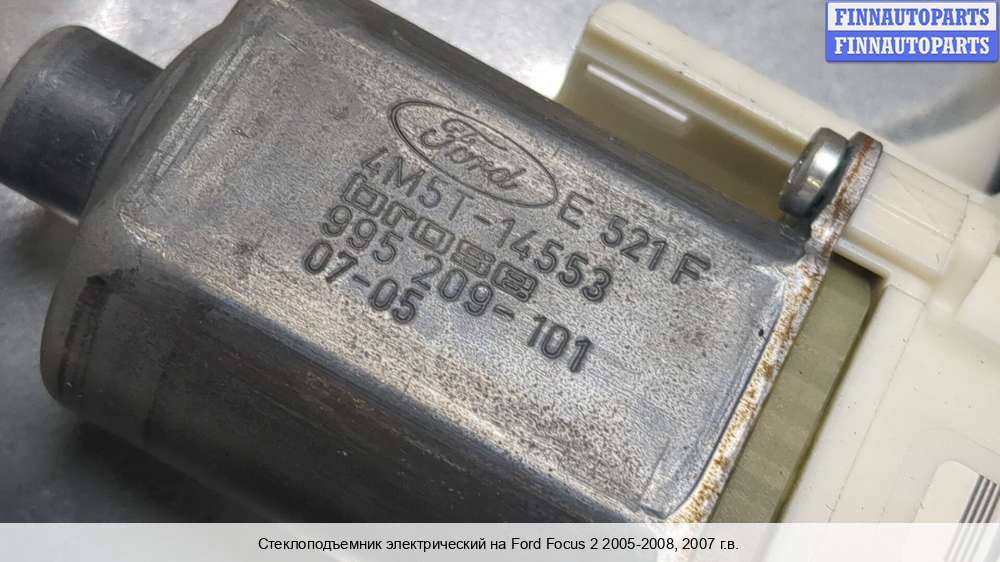 FINNAUTOPARTS
FINNAUTOPARTS
Ford
E 521 F
4M5T-14553
brose
995 209-101
07-05
Стеклоподъемник электрический на Ford Focus 2 2005-2008, 2007 г.в.